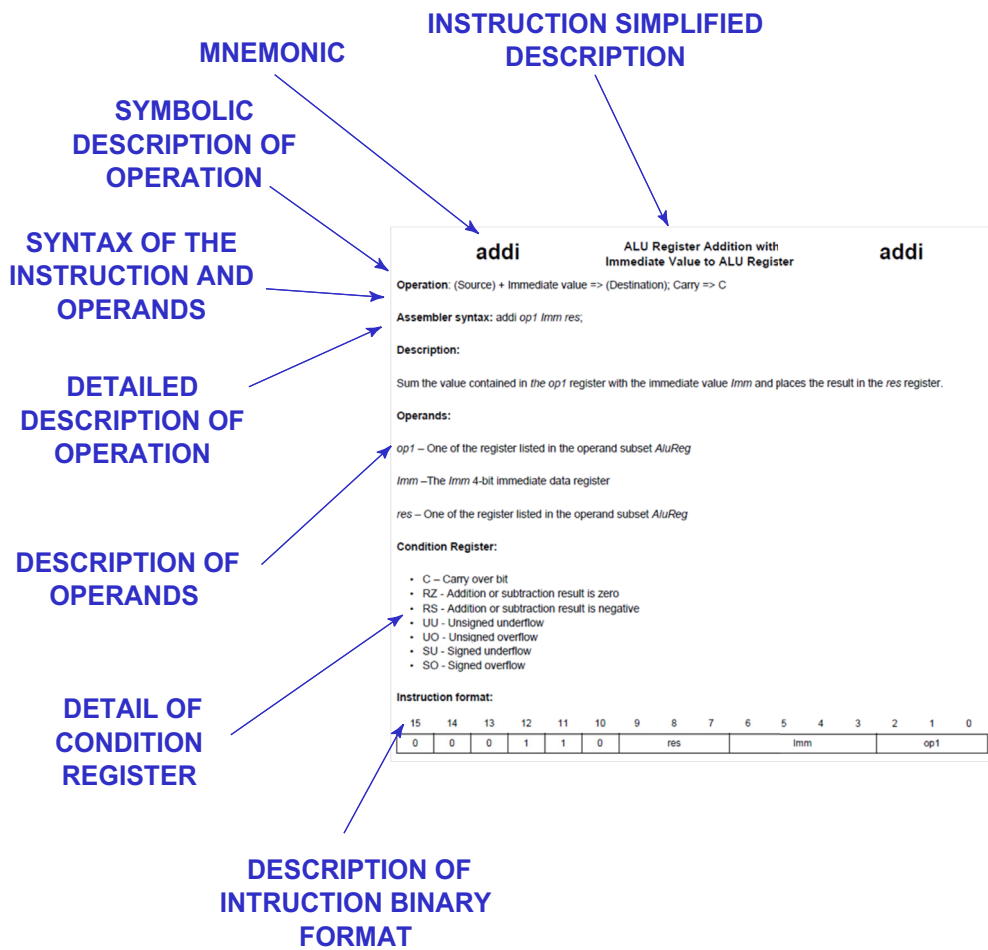 INSTRUCTION SIMPLIFIED
DESCRIPTION
MNEMONIC
SYMBOLIC
DESCRIPTION OF
OPERATION
SYNTAX OF THE
INSTRUCTION AND
OPERANDS
DETAILED
DESCRIPTION OF
OPERATION
DESCRIPTION OF
OPERANDS
DETAIL OF
CONDITION
REGISTER
DESCRIPTION OF
INTRUCTION BINARY
FORMAT
addi
ALU Register Addition with
Immediate Value to ALU Register
addi
Operation: (Source) + Immediate value => (Destination); Carry => C
Assembler syntax: addi op1 Imm res;
Description:
Sum the value contained in the op1 register with the immediate value Imm and places the result in the res register.
Operands:
op1 – One of the register listed in the operand subset AluReg
Imm –The Imm 4-bit immediate data register
res – One of the register listed in the operand subset AluReg
Condition Register:
• C – Carry over bit
• RZ - Addition or subtraction result is zero
• RS - Addition or subtraction result is negative
• UU - Unsigned underflow
• UO - Unsigned overflow
• SU - Signed underflow
• SO - Signed overflow
Instruction format:
15 14 13 12 11 10 9 8 7 6 5 4 3 2 1 0
0 0 0 1 1 0 res Imm op1